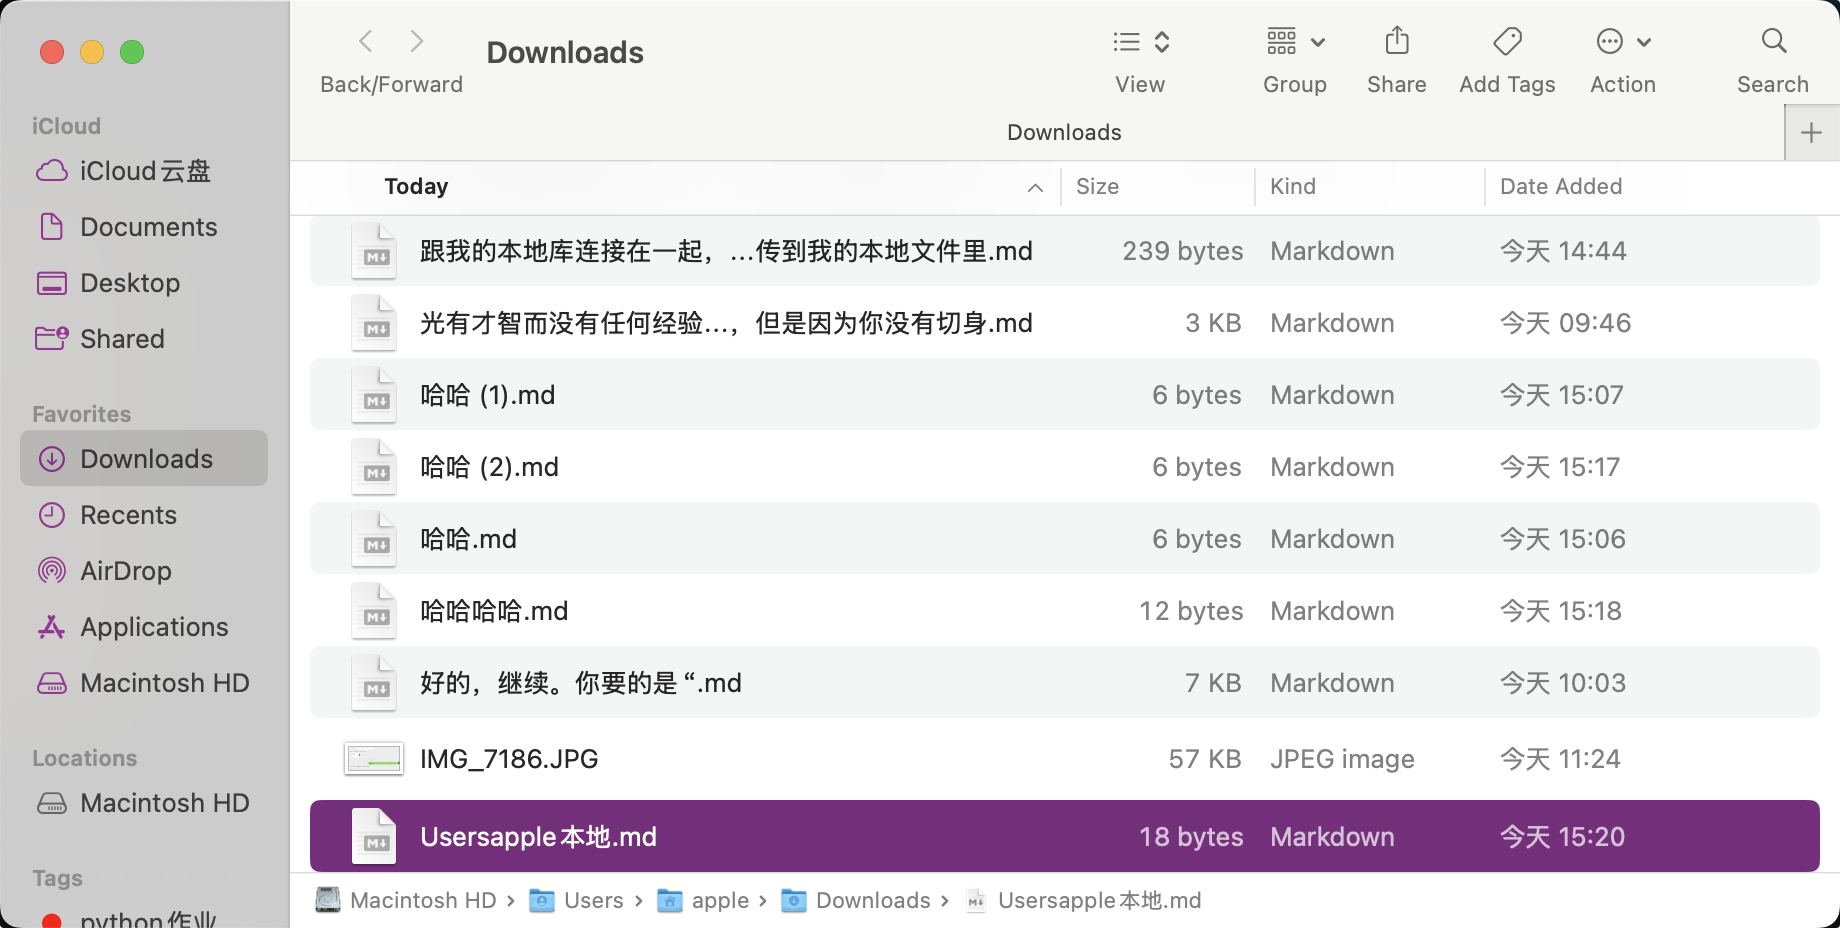 Back/Forward
Downloads
View
Group
Share
Add Tags
Action
Search
Downloads
iCloud
iCloud云盘
Documents
Desktop
Shared
Favorites
Downloads
Recents
AirDrop
Applications
Macintosh HD
Locations
Macintosh HD
Tags
python作业
Today Size Kind Date Added
跟我的本地库连接在一起，…传到我的本地文件里.md 239 bytes Markdown 今天 14:44
光有才智而没有任何经验…，但是因为你没有切身.md 3 KB Markdown 今天 09:46
哈哈 (1).md 6 bytes Markdown 今天 15:07
哈哈 (2).md 6 bytes Markdown 今天 15:17
哈哈.md 6 bytes Markdown 今天 15:06
哈哈哈哈.md 12 bytes Markdown 今天 15:18
好的，继续。你要的是 “.md 7 KB Markdown 今天 10:03
IMG_7186.JPG 57 KB JPEG image 今天 11:24
Usersapple本地.md 18 bytes Markdown 今天 15:20
Macintosh HD › Users › apple › Downloads › Usersapple本地.md